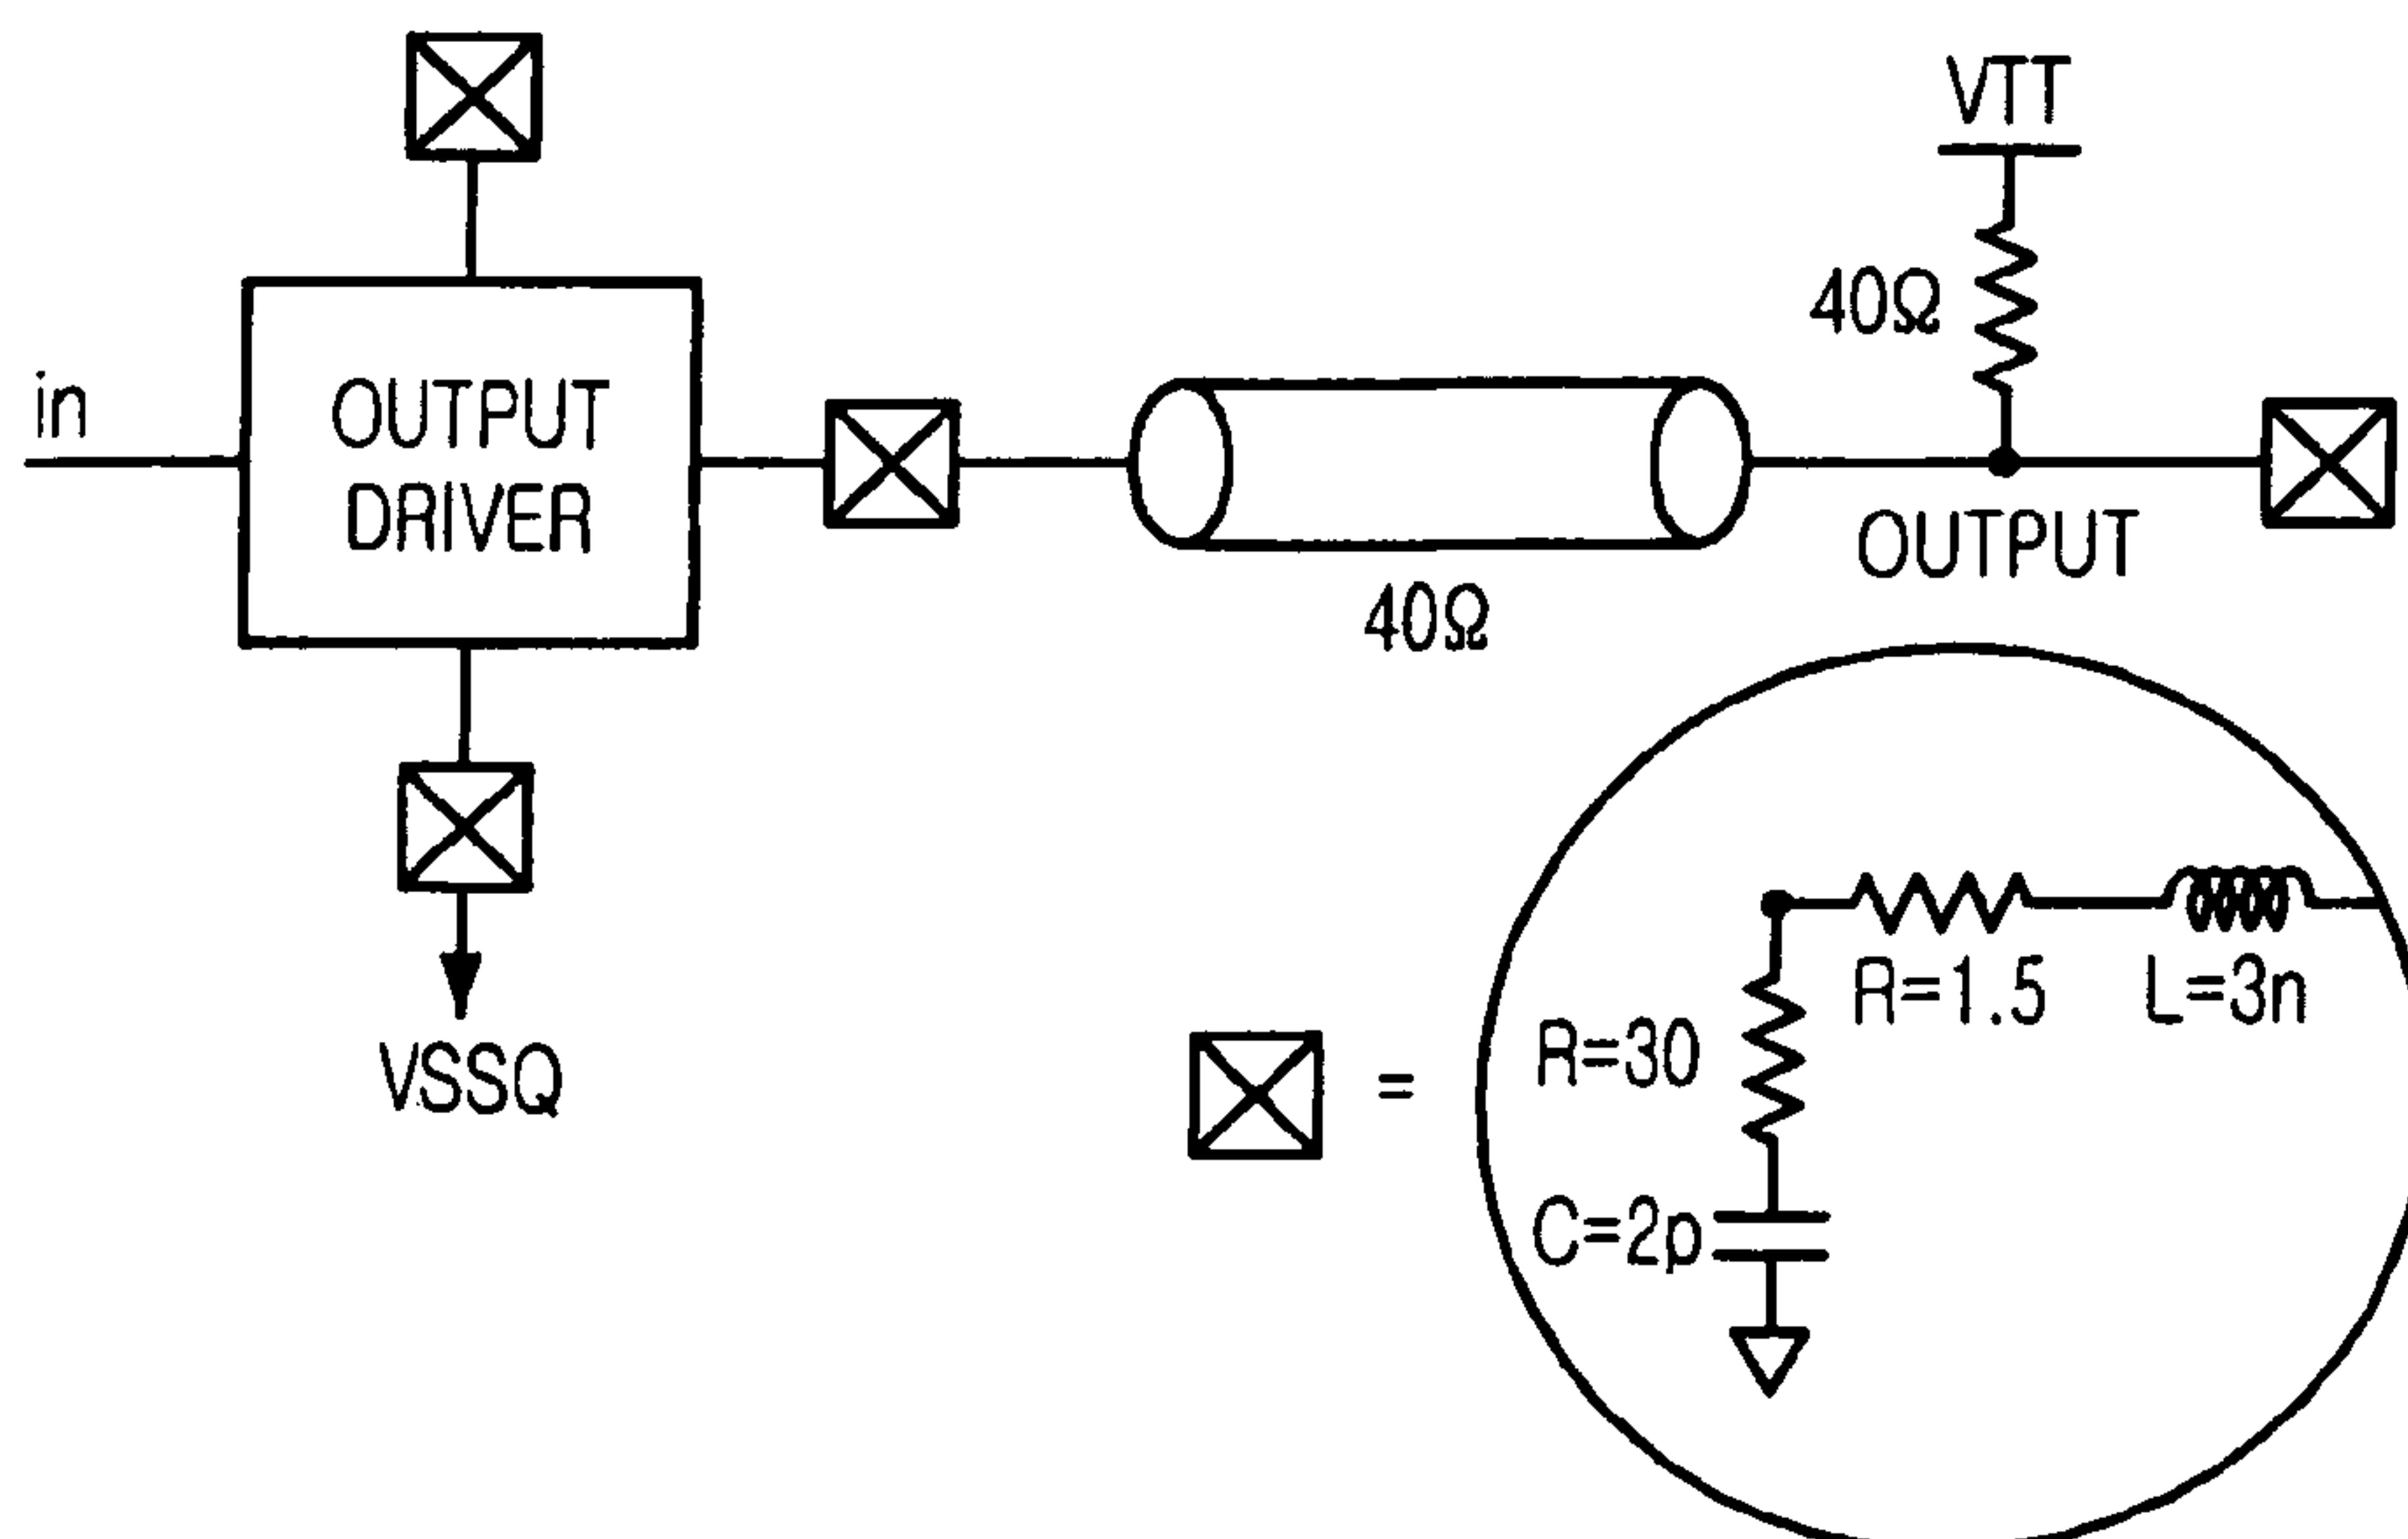 VTT
40Ω
in
OUTPUT
DRIVER
OUTPUT
40Ω
R=1.5
L=3n
R=30
VSSQ
=
C=2p